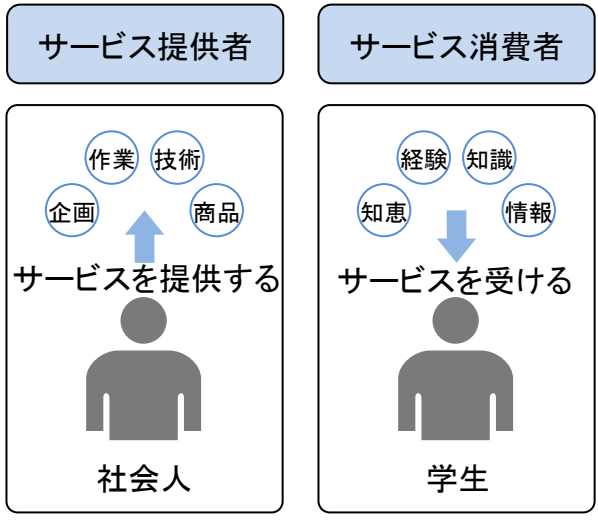 サービス提供者
作業
技術
企画
商品
サービスを提供する
社会人
サービス消費者
経験
知識
知恵
情報
サービスを受ける
学生